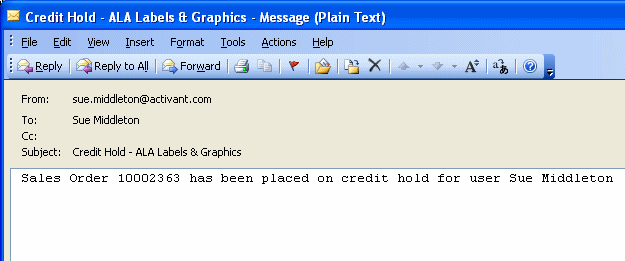 Credit Hold - ALA Labels & Graphics - Message (Plain Text)
File Edit View Insert Format Tools Actions Help
Reply Reply to All Forward
From: sue.middleton@activant.com
To: Sue Middleton
Cc:
Subject: Credit Hold - ALA Labels & Graphics
Sales Order 10002363 has been placed on credit hold for user Sue Middleton